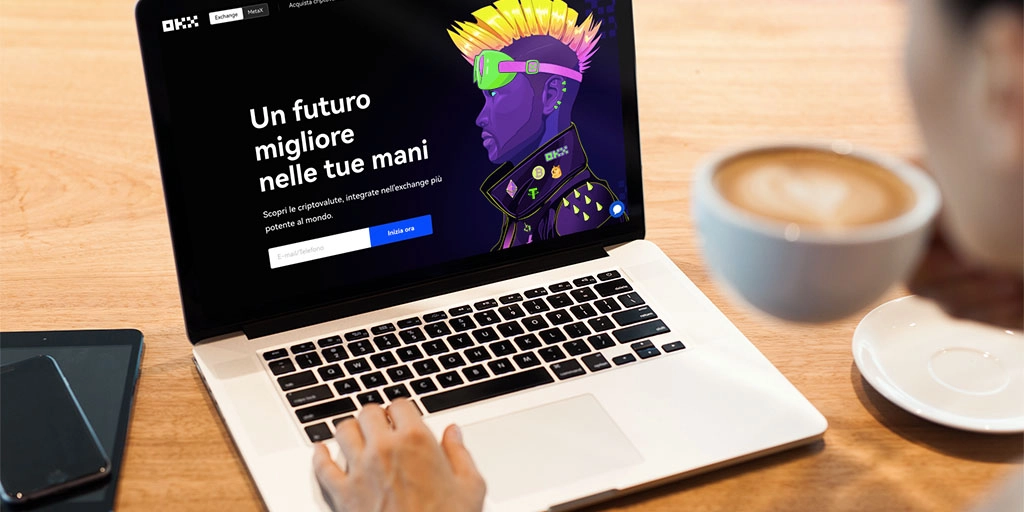 OKX
Exchange
MetaX
Acquista
Un futuro
migliore
nelle tue mani
Scopri le criptovalute, integrate nell'exchange più
potente al mondo.
E-mail/Telefono
Inizia ora
OKX